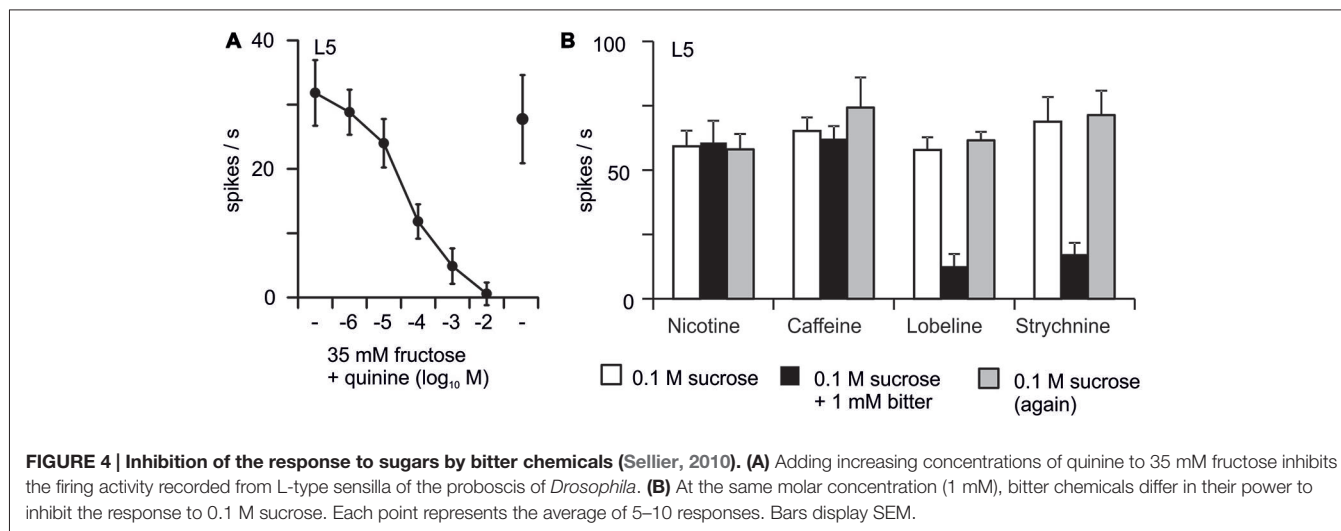 A
L5
40
20
0
spikes / s
- -6 -5 -4 -3 -2 -
35 mM fructose
+ quinine (log₁₀ M)
B
L5
100
50
0
spikes / s
Nicotine Caffeine Lobeline Strychnine
0.1 M sucrose
0.1 M sucrose
+ 1 mM bitter
0.1 M sucrose
(again)
FIGURE 4 | Inhibition of the response to sugars by bitter chemicals (Sellier, 2010). (A) Adding increasing concentrations of quinine to 35 mM fructose inhibits
the firing activity recorded from L-type sensilla of the proboscis of Drosophila. (B) At the same molar concentration (1 mM), bitter chemicals differ in their power to
inhibit the response to 0.1 M sucrose. Each point represents the average of 5–10 responses. Bars display SEM.